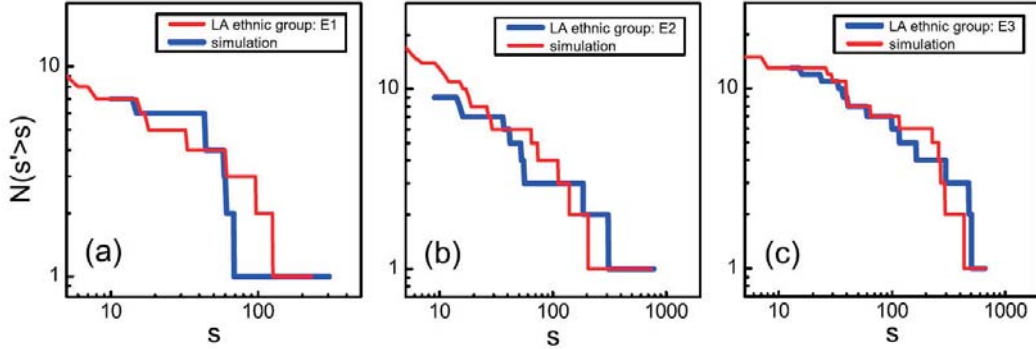 LA ethnic group: E1
simulation
LA ethnic group: E2
simulation
LA ethnic group: E3
simulation
N(s'>s)
10
1
(a)
10
100
s
10
1
(b)
10
100
1000
s
10
1
(c)
10
100
1000
s